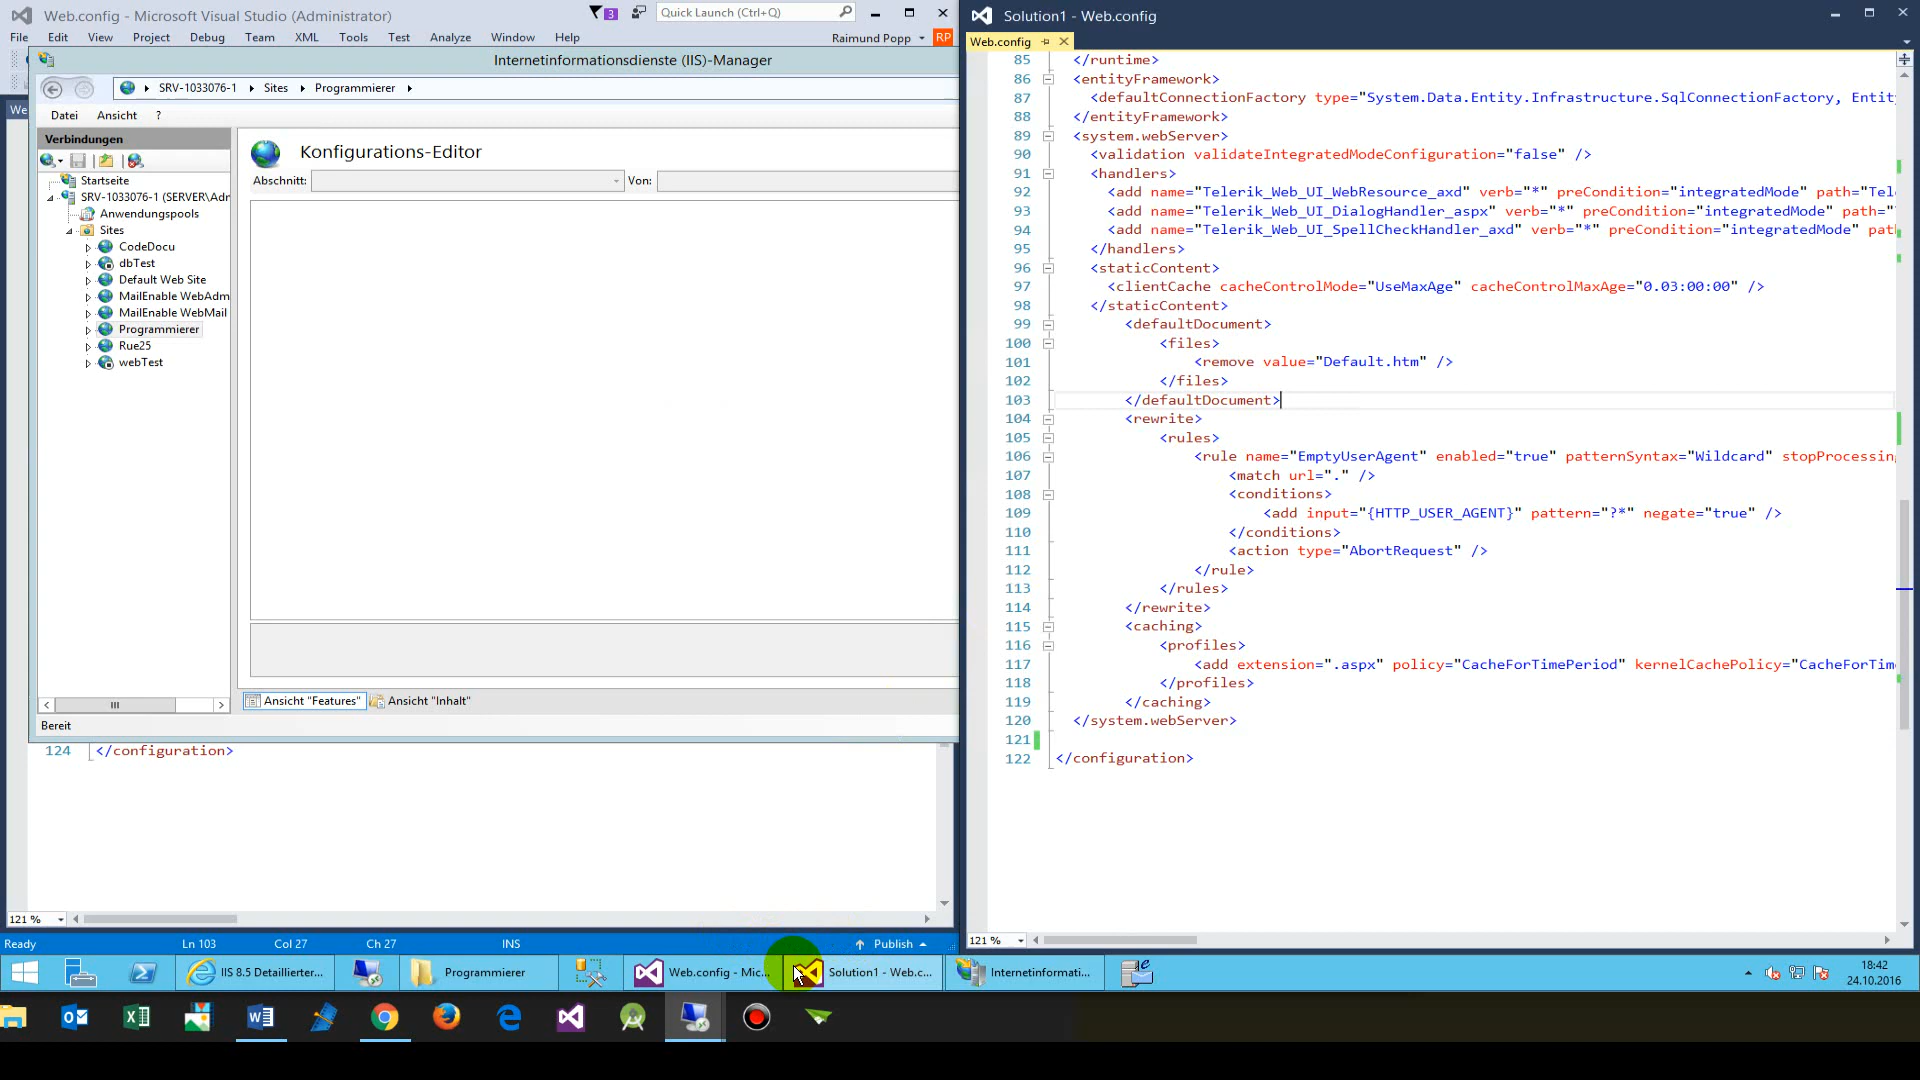 Web.config - Microsoft Visual Studio (Administrator)
3
Quick Launch (Ctrl+Q)
File Edit View Project Debug Team XML Tools Test Analyze Window Help
Raimund Popp
RP
Internetinformationsdienste (IIS)-Manager
SRV-1033076-1 Sites Programmierer
We
Datei Ansicht ?
Verbindungen
Startseite
SRV-1033076-1 (SERVER\Adr
Anwendungspools
Sites
CodeDocu
dbTest
Default Web Site
MailEnable WebAdm
MailEnable WebMail
Programmierer
Rue25
webTest
Konfigurations-Editor
Abschnitt:
Von:
Ansicht "Features"
Ansicht "Inhalt"
Bereit
124 </configuration>
121 %
Ready Ln 103 Col 27 Ch 27 INS Publish
Solution1 - Web.config
Web.config
85 </runtime>
86 <entityFramework>
87 <defaultConnectionFactory type="System.Data.Entity.Infrastructure.SqlConnectionFactory, Entit
88 </entityFramework>
89 <system.webServer>
90 <validation validateIntegratedModeConfiguration="false" />
91 <handlers>
92 <add name="Telerik_Web_UI_WebResource_axd" verb="*" preCondition="integratedMode" path="Tel
93 <add name="Telerik_Web_UI_DialogHandler_aspx" verb="*" preCondition="integratedMode" path="
94 <add name="Telerik_Web_UI_SpellCheckHandler_axd" verb="*" preCondition="integratedMode" pat
95 </handlers>
96 <staticContent>
97 <clientCache cacheControlMode="UseMaxAge" cacheControlMaxAge="0.03:00:00" />
98 </staticContent>
99 <defaultDocument>
100 <files>
101 <remove value="Default.htm" />
102 </files>
103 </defaultDocument>
104 <rewrite>
105 <rules>
106 <rule name="EmptyUserAgent" enabled="true" patternSyntax="Wildcard" stopProcessing
107 <match url="." />
108 <conditions>
109 <add input="{HTTP_USER_AGENT}" pattern="?*" negate="true" />
110 </conditions>
111 <action type="AbortRequest" />
112 </rule>
113 </rules>
114 </rewrite>
115 <caching>
116 <profiles>
117 <add extension=".aspx" policy="CacheForTimePeriod" kernelCachePolicy="CacheForTim
118 </profiles>
119 </caching>
120 </system.webServer>
121
122 </configuration>
121 %
IIS 8.5 Detaillierter...
Programmierer
Web.config - Mic...
Solution1 - Web.c...
Internetinformati...
18:42
24.10.2016